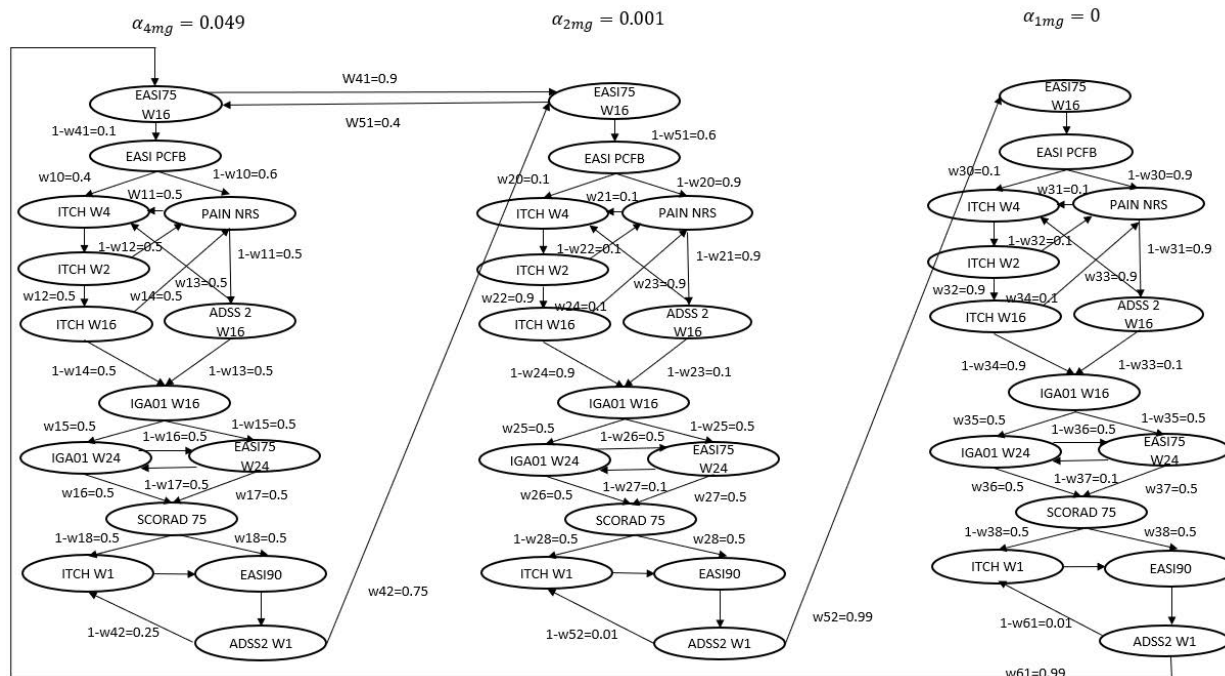 α4mg = 0.049
α2mg = 0.001
α1mg = 0
EASI75
W16
W41=0.9
W51=0.4
EASI75
W16
EASI75
W16
1-w41=0.1
1-w51=0.6
EASI PCFB
EASI PCFB
EASI PCFB
w10=0.4
1-w10=0.6
w20=0.1
1-w20=0.9
w30=0.1
1-w30=0.9
ITCH W4
W11=0.5
PAIN NRS
ITCH W4
w21=0.1
PAIN NRS
ITCH W4
w31=0.1
PAIN NRS
1-w12=0.5
1-w11=0.5
1-w22=0.1
1-w21=0.9
1-w32=0.1
1-w31=0.9
ITCH W2
ITCH W2
ITCH W2
w12=0.5
w14=0.5
w13=0.5
w22=0.9
w24=0.1
w23=0.9
w32=0.9
w34=0.1
w33=0.9
ITCH W16
ADSS 2
W16
ITCH W16
ADSS 2
W16
ITCH W16
ADSS 2
W16
1-w14=0.5
1-w13=0.5
1-w24=0.9
1-w23=0.1
1-w34=0.9
1-w33=0.1
IGA01 W16
IGA01 W16
IGA01 W16
w15=0.5
1-w15=0.5
w25=0.5
1-w25=0.5
w35=0.5
1-w35=0.5
1-w16=0.5
1-w26=0.5
1-w36=0.5
IGA01 W24
EASI75
W24
IGA01 W24
EASI75
W24
IGA01 W24
EASI75
W24
w16=0.5
1-w17=0.5
w17=0.5
w26=0.5
1-w27=0.1
w27=0.5
w36=0.5
1-w37=0.1
w37=0.5
SCORAD 75
SCORAD 75
SCORAD 75
1-w18=0.5
w18=0.5
1-w28=0.5
w28=0.5
1-w38=0.5
w38=0.5
ITCH W1
EASI90
ITCH W1
EASI90
ITCH W1
EASI90
w42=0.75
w52=0.99
1-w42=0.25
ADSS2 W1
1-w52=0.01
ADSS2 W1
1-w61=0.01
ADSS2 W1
w61=0.99